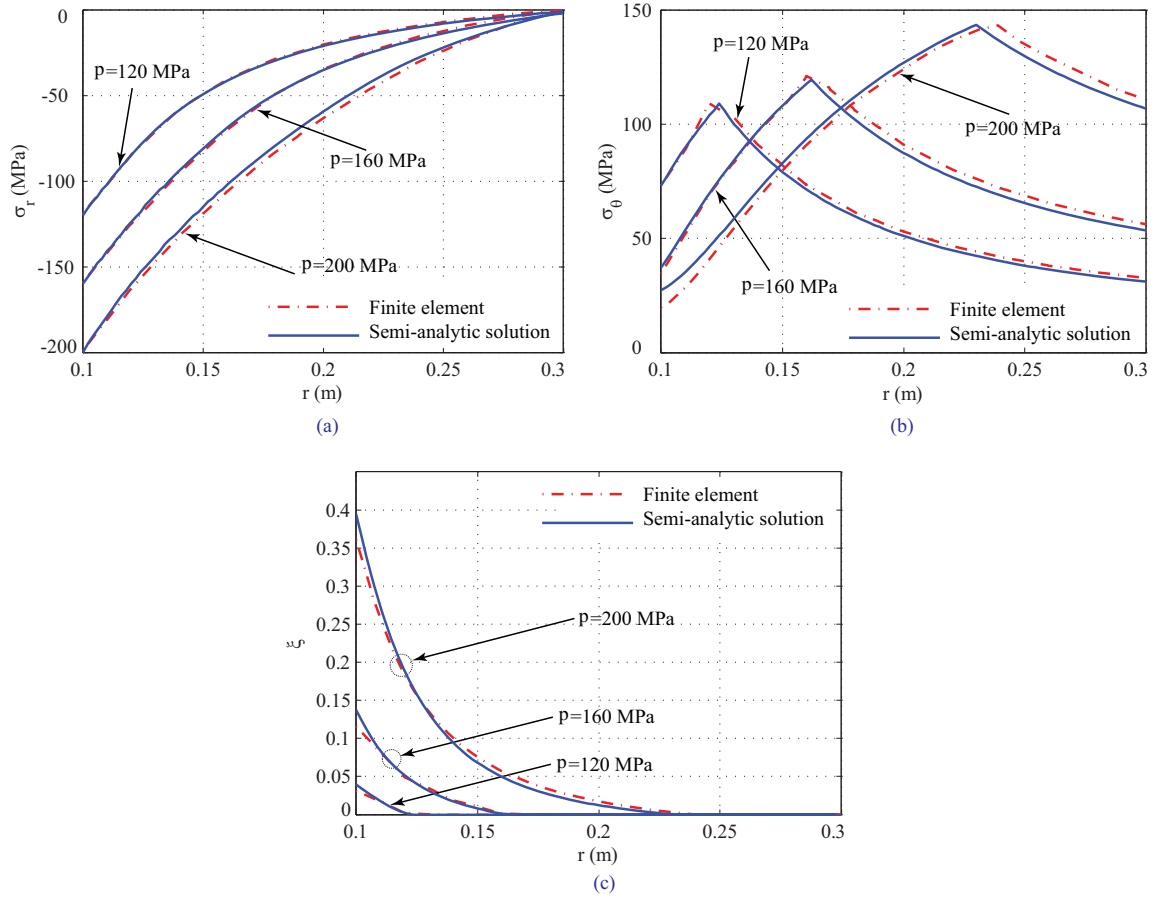 0
-50
-100
-150
-200
σr (MPa)
p=120 MPa
p=160 MPa
p=200 MPa
Finite element
Semi-analytic solution
0.1
0.15
0.2
0.25
0.3
r (m)
(a)
150
100
50
0
σθ (MPa)
p=120 MPa
p=200 MPa
p=160 MPa
Finite element
Semi-analytic solution
0.1
0.15
0.2
0.25
0.3
r (m)
(b)
0.4
0.35
0.3
0.25
0.2
0.15
0.1
0.05
0
ξ
Finite element
Semi-analytic solution
p=200 MPa
p=160 MPa
p=120 MPa
0.1
0.15
0.2
0.25
0.3
r (m)
(c)